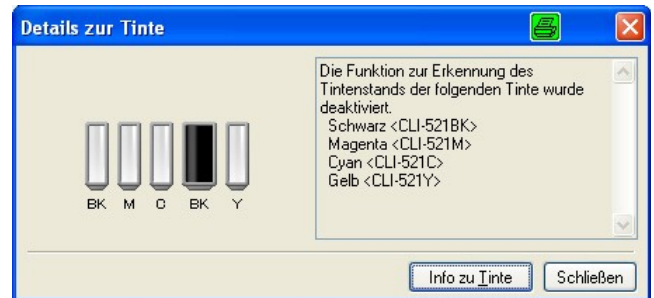 Details zur Tinte
Die Funktion zur Erkennung des
Tintenstands der folgenden Tinte wurde
deaktiviert.
Schwarz <CLI-521BK>
Magenta <CLI-521M>
Cyan <CLI-521C>
Gelb <CLI-521Y>
BK M C BK Y
Info zu Tinte Schließen